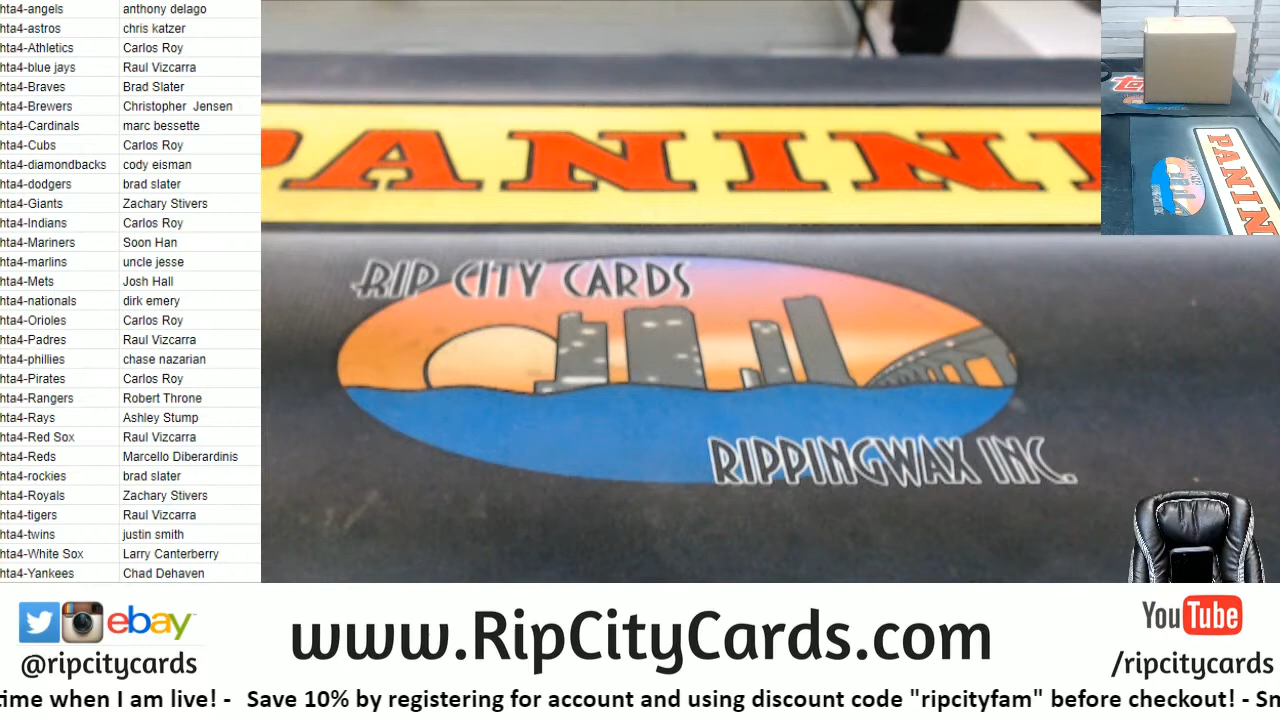 hta4-angels anthony delago
hta4-astros chris katzer
hta4-Athletics Carlos Roy
hta4-blue jays Raul Vizcarra
hta4-Braves Brad Slater
hta4-Brewers Christopher Jensen
hta4-Cardinals marc bessette
hta4-Cubs Carlos Roy
hta4-diamondbacks cody eisman
hta4-dodgers brad slater
hta4-Giants Zachary Stivers
hta4-Indians Carlos Roy
hta4-Mariners Soon Han
hta4-marlins uncle jesse
hta4-Mets Josh Hall
hta4-nationals dirk emery
hta4-Orioles Carlos Roy
hta4-Padres Raul Vizcarra
hta4-phillies chase nazarian
hta4-Pirates Carlos Roy
hta4-Rangers Robert Throne
hta4-Rays Ashley Stump
hta4-Red Sox Raul Vizcarra
hta4-Reds Marcello Diberardinis
hta4-rockies brad slater
hta4-Royals Zachary Stivers
hta4-tigers Raul Vizcarra
hta4-twins justin smith
hta4-White Sox Larry Canterberry
hta4-Yankees Chad Dehaven
PANINI
RIP CITY CARDS
RIPPINGWAX INC.
PANINI
ebay
@ripcitycards
www.RipCityCards.com
YouTube
/ripcitycards
time when I am live! - Save 10% by registering for account and using discount code "ripcityfam" before checkout! - Sn